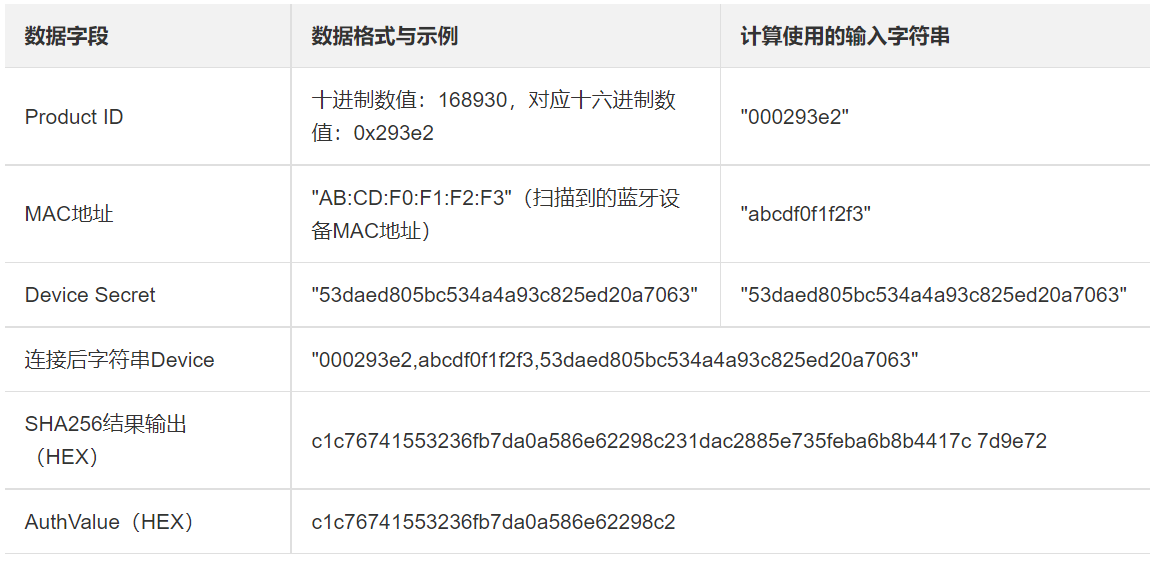 数据字段 数据格式与示例 计算使用的输入字符串
Product ID 十进制数值：168930，对应十六进制数值：0x293e2 "000293e2"
MAC地址 "AB:CD:F0:F1:F2:F3"（扫描到的蓝牙设备MAC地址） "abcdf0f1f2f3"
Device Secret "53daed805bc534a4a93c825ed20a7063" "53daed805bc534a4a93c825ed20a7063"
连接后字符串Device "000293e2,abcdf0f1f2f3,53daed805bc534a4a93c825ed20a7063"
SHA256结果输出（HEX） c1c76741553236fb7da0a586e62298c231dac2885e735feba6b8b4417c 7d9e72
AuthValue（HEX） c1c76741553236fb7da0a586e62298c2